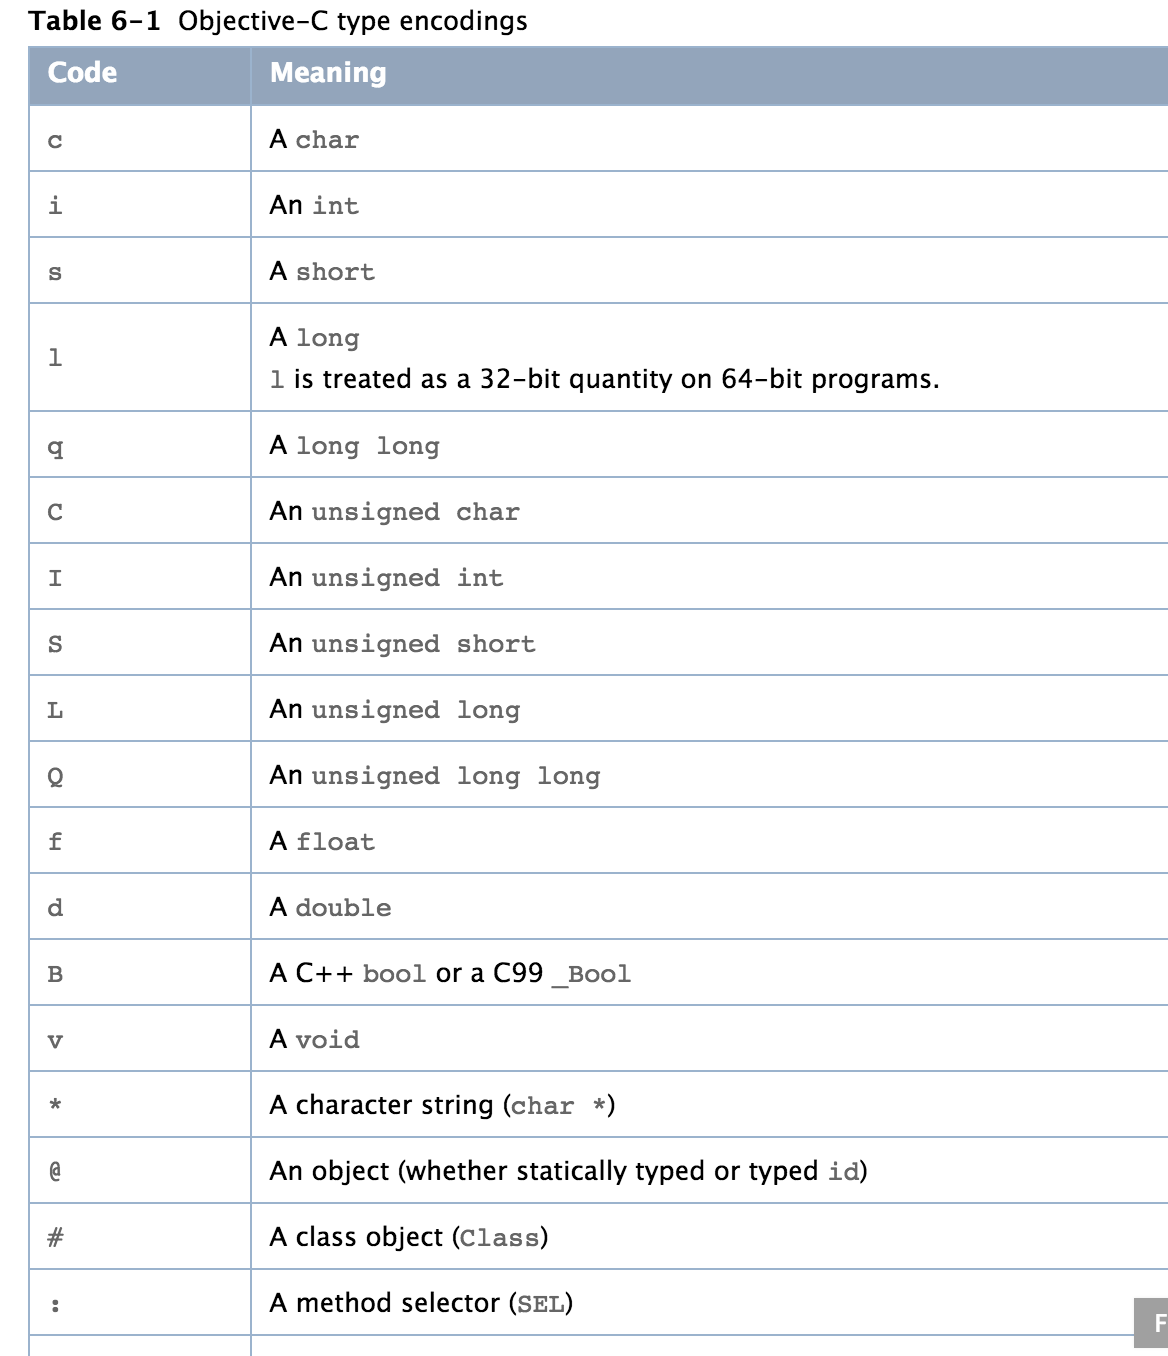 Table 6-1 Objective-C type encodings
Code Meaning
c A char
i An int
s A short
l A long
l is treated as a 32-bit quantity on 64-bit programs.
q A long long
C An unsigned char
I An unsigned int
S An unsigned short
L An unsigned long
Q An unsigned long long
f A float
d A double
B A C++ bool or a C99 _Bool
v A void
* A character string (char *)
@ An object (whether statically typed or typed id)
# A class object (Class)
: A method selector (SEL)
F